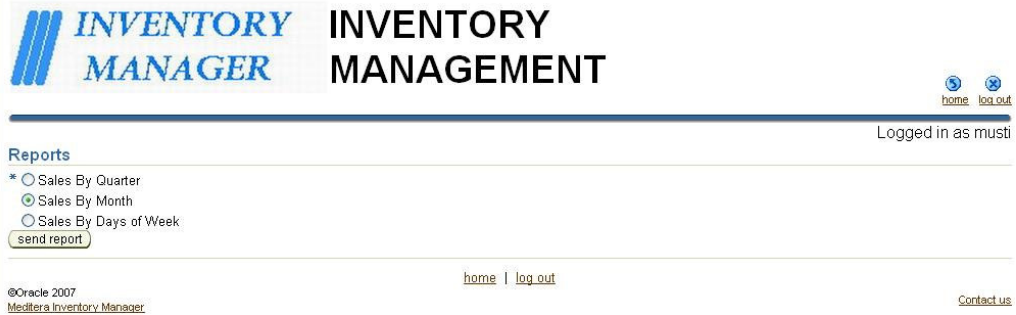 INVENTORY MANAGER
INVENTORY MANAGEMENT
home log out
Logged in as musti
Reports
* Sales By Quarter
Sales By Month
Sales By Days of Week
send report
home | log out
©Oracle 2007
Meditera Inventory Manager
Contact us